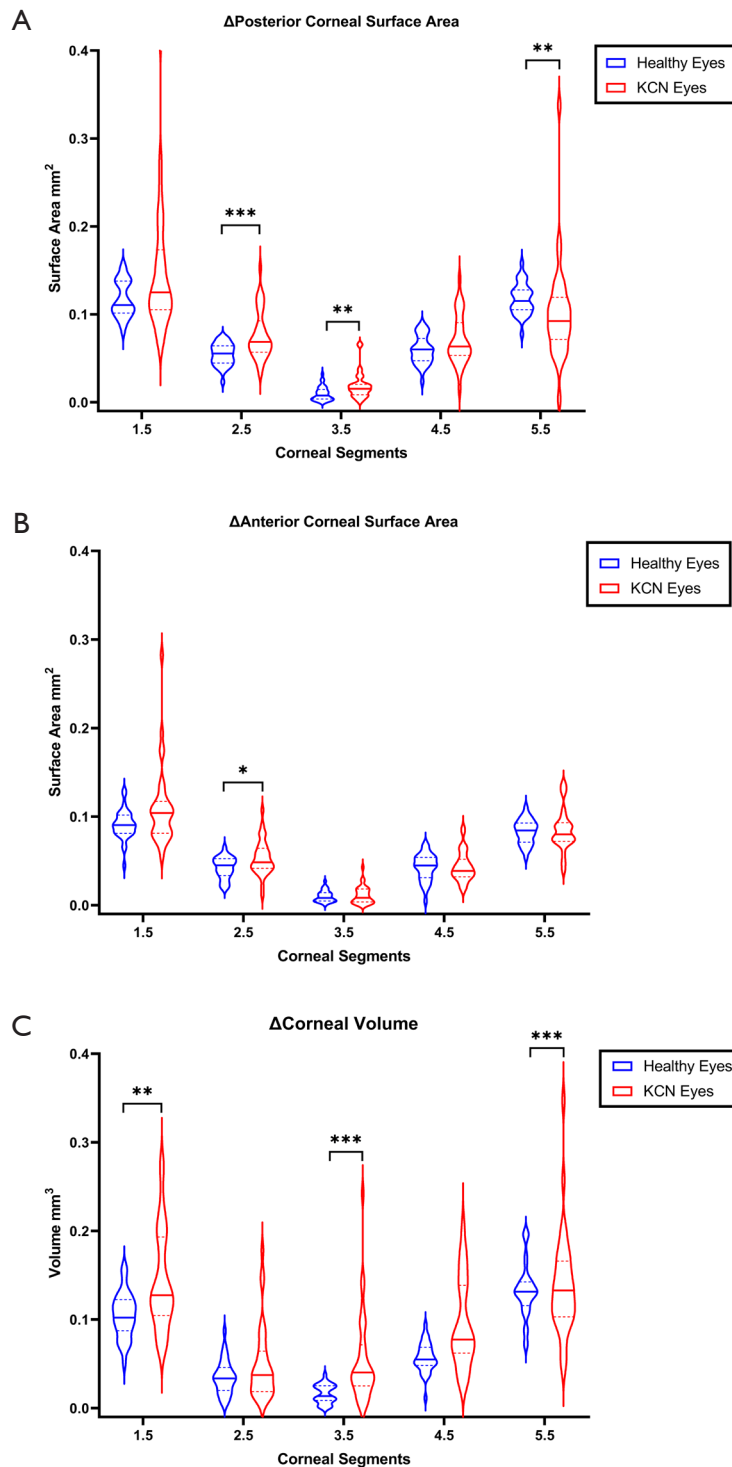 A
ΔPosterior Corneal Surface Area
Healthy Eyes
KCN Eyes
Surface Area mm²
0.4
0.3
0.2
0.1
0.0
***
**
**
1.5 2.5 3.5 4.5 5.5
Corneal Segments
B
ΔAnterior Corneal Surface Area
Healthy Eyes
KCN Eyes
Surface Area mm²
0.4
0.3
0.2
0.1
0.0
*
1.5 2.5 3.5 4.5 5.5
Corneal Segments
C
ΔCorneal Volume
Healthy Eyes
KCN Eyes
Volume mm³
0.4
0.3
0.2
0.1
0.0
**
***
***
1.5 2.5 3.5 4.5 5.5
Corneal Segments